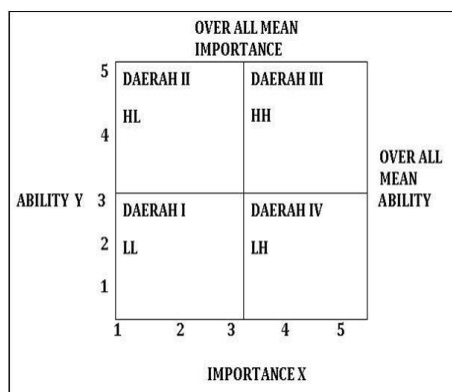 OVER ALL MEAN
IMPORTANCE
5
DAERAH II
DAERAH III
HL
HH
4
OVER ALL
MEAN
ABILITY
ABILITY Y
3
DAERAH I
DAERAH IV
2
LL
LH
1
1
2
3
4
5
IMPORTANCE X